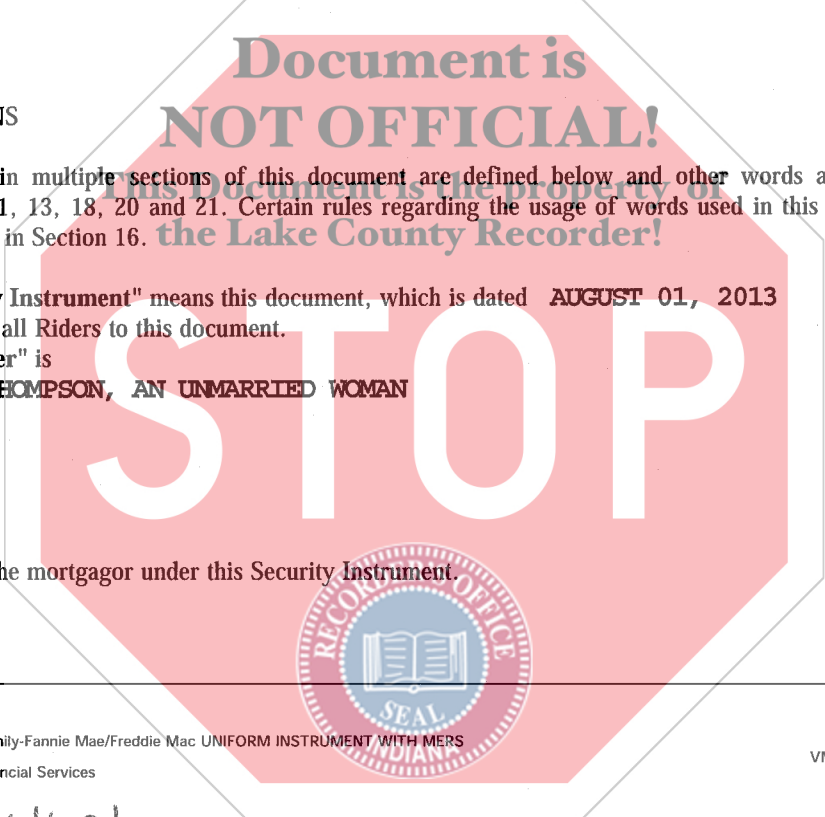 Document is
NOT OFFICIAL!
NS
in multiple sections of this document are defined below and other words a
This Document is the property of
1, 13, 18, 20 and 21. Certain rules regarding the usage of words used in this
in Section 16.
the Lake County Recorder!
y Instrument" means this document, which is dated AUGUST 01, 2013
all Riders to this document.
er" is
HOMPSON, AN UNMARRIED WOMAN
STOP
he mortgagor under this Security Instrument.
RECORDER'S OFFICE
SEAL
INDIANA
ily-Fannie Mae/Freddie Mac UNIFORM INSTRUMENT WITH MERS
VM
ncial Services